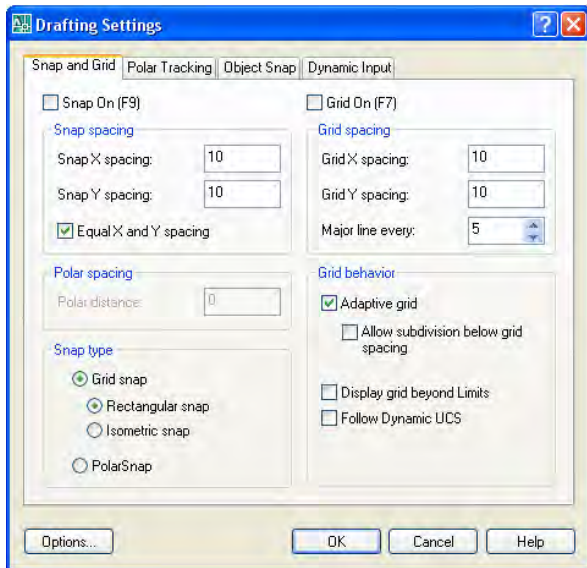 Drafting Settings
Snap and Grid
Polar Tracking
Object Snap
Dynamic Input
Snap On (F9)
Snap spacing
Snap X spacing: 10
Snap Y spacing: 10
Equal X and Y spacing
Polar spacing
Polar distance: 0
Snap type
Grid snap
Rectangular snap
Isometric snap
PolarSnap
Grid On (F7)
Grid spacing
Grid X spacing: 10
Grid Y spacing: 10
Major line every: 5
Grid behavior
Adaptive grid
Allow subdivision below grid
spacing
Display grid beyond Limits
Follow Dynamic UCS
Options...
OK
Cancel
Help